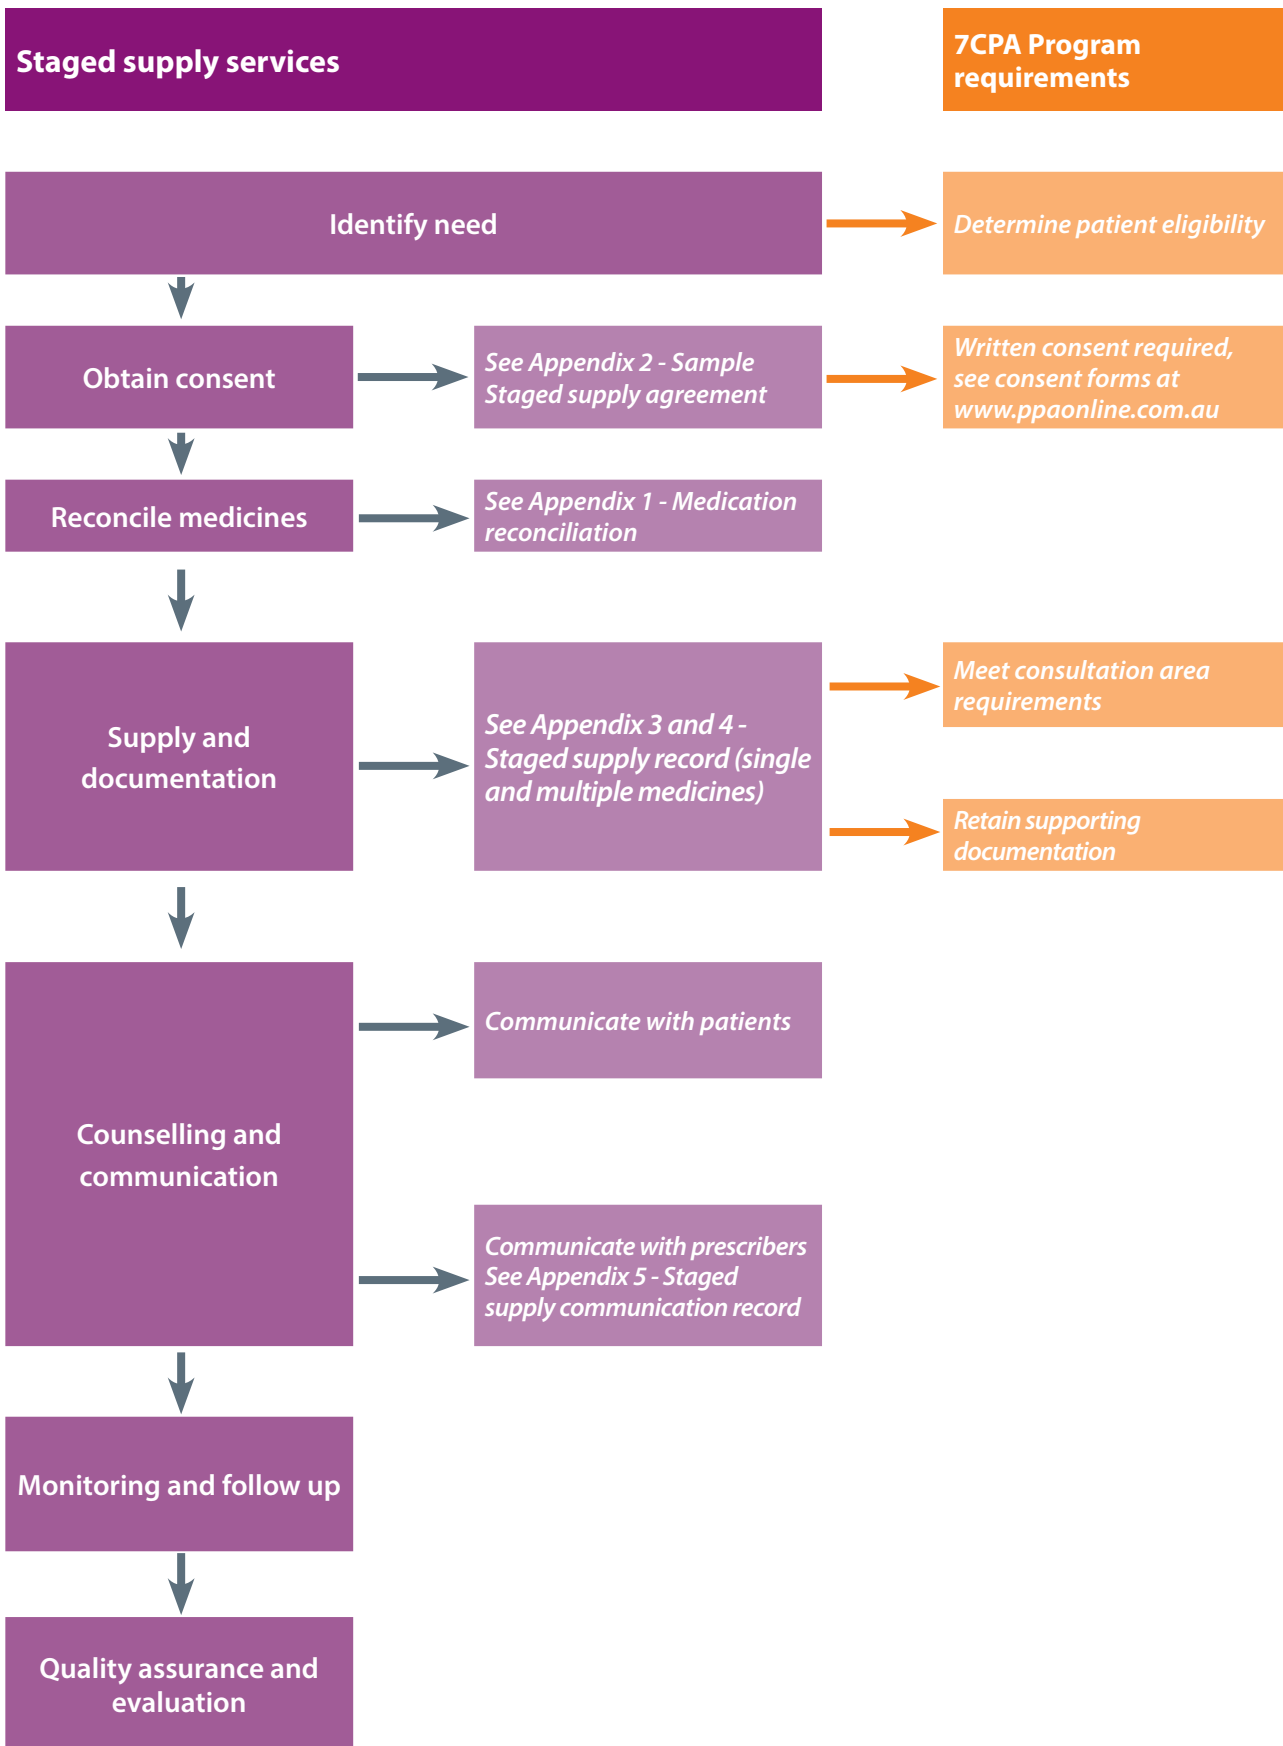 Staged supply services
7CPA Program
requirements
Identify need
Determine patient eligibility
Obtain consent
See Appendix 2 - Sample
Staged supply agreement
Written consent required,
see consent forms at
www.ppaonline.com.au
Reconcile medicines
See Appendix 1 - Medication
reconciliation
Supply and
documentation
See Appendix 3 and 4 -
Staged supply record (single
and multiple medicines)
Meet consultation area
requirements
Retain supporting
documentation
Counselling and
communication
Communicate with patients
Communicate with prescribers
See Appendix 5 - Staged
supply communication record
Monitoring and follow up
Quality assurance and
evaluation